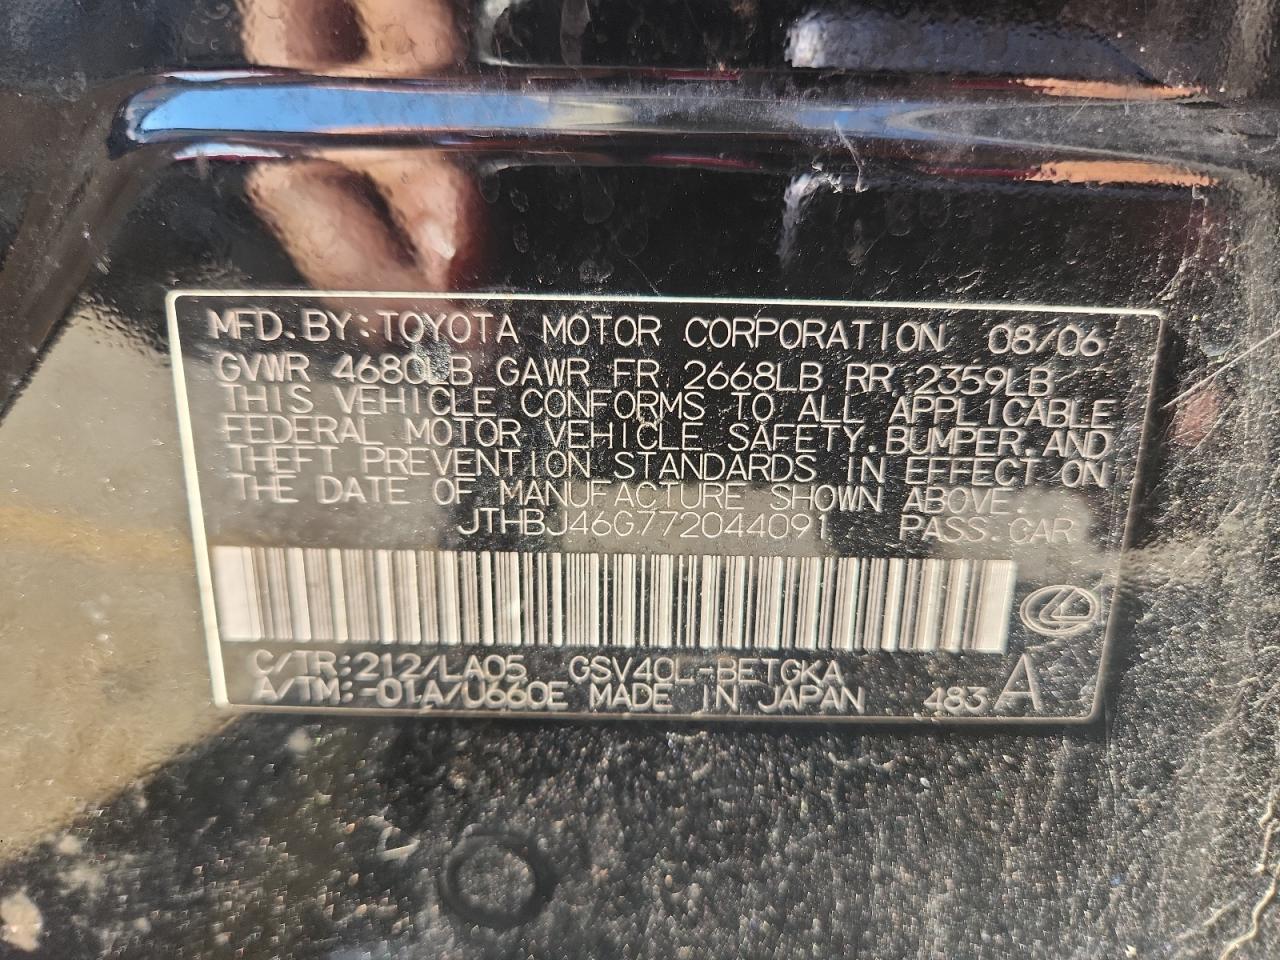 MFD.BY:TOYOTA MOTOR CORPORATION 08/06
GVWR 4680LB GAWR FR 2668LB RR 2359LB
THIS VEHICLE CONFORMS TO ALL APPLICABLE
FEDERAL MOTOR VEHICLE SAFETY,BUMPER,AND
THEFT PREVENTION STANDARDS IN EFFECT ON
THE DATE OF MANUFACTURE SHOWN ABOVE.
JTHBJ46G772044091 PASS.CAR
C/TR:212/LA05 GSV40L-BETGKA
A/TM:-01A/U660E MADE IN JAPAN 483 A